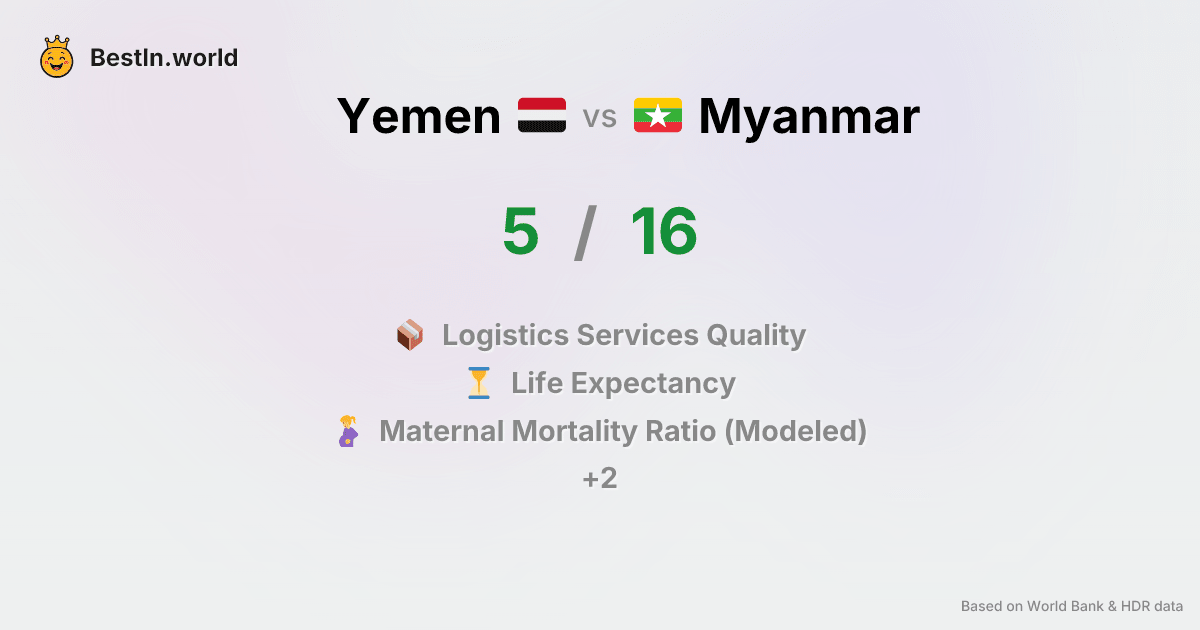 BestIn.world
Yemen vs Myanmar
5 / 16
Logistics Services Quality
Life Expectancy
Maternal Mortality Ratio (Modeled)
+2
Based on World Bank & HDR data